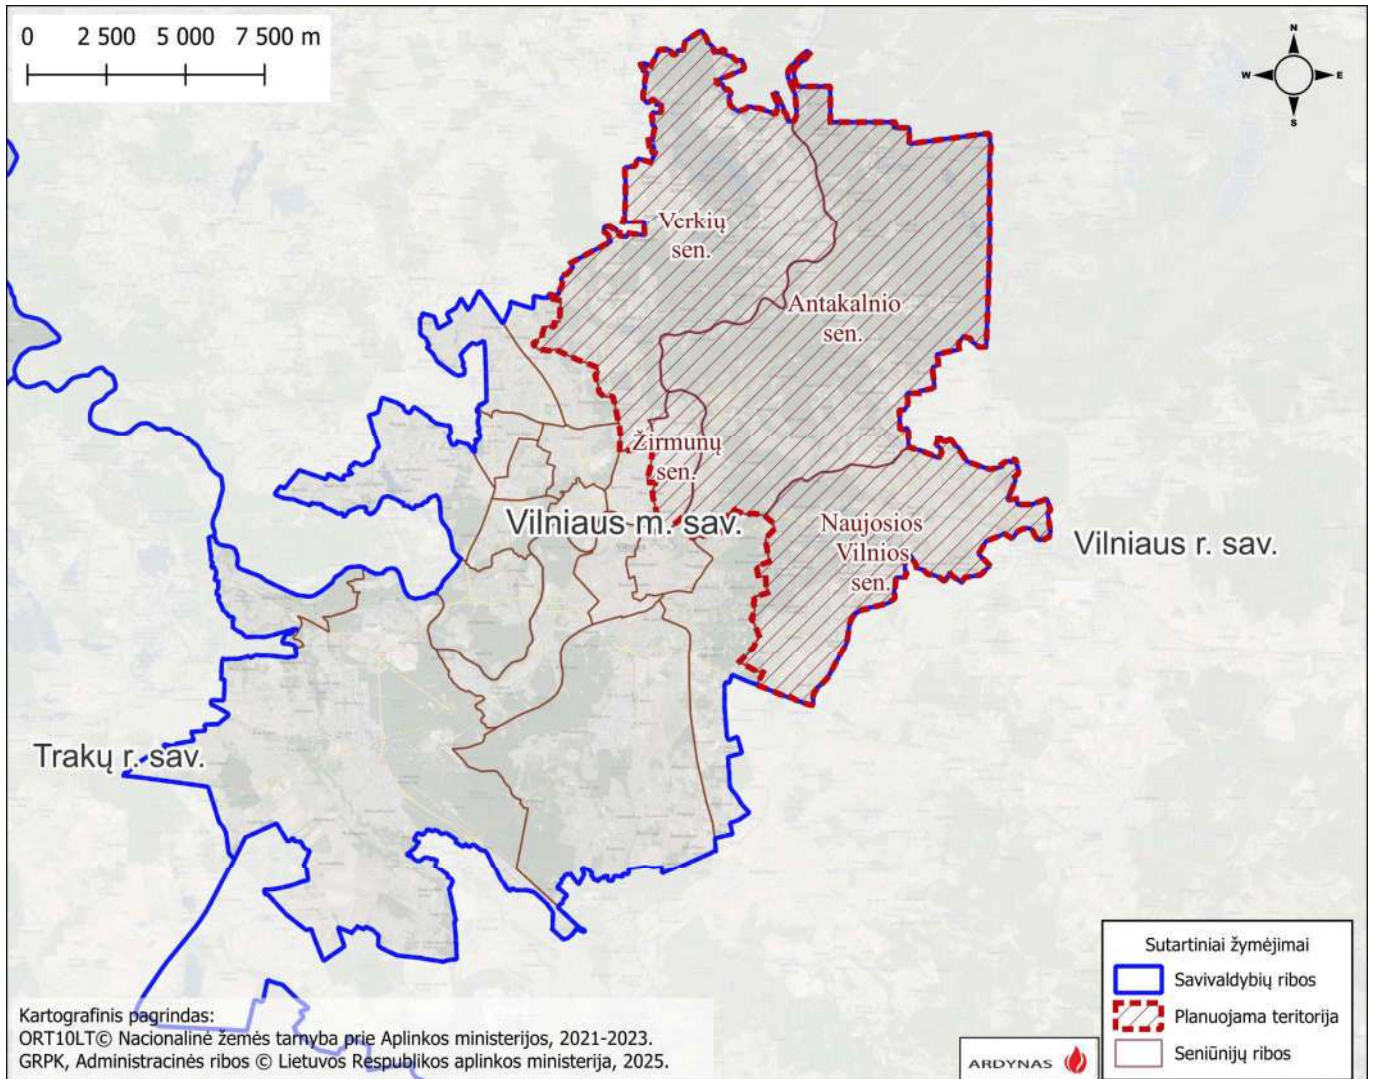 0 2 500 5 000 7 500 m
N
W E
S
Verkių
sen.
Antakalnio
sen.
Žirmunų
sen.
Vilniaus m. sav.
Naujosios
Vilnios
sen.
Vilniaus r. sav.
Trakų r. sav.
Sutartiniai žymėjimai
Savivaldybių ribos
Planuojama teritorija
Seniūnijų ribos
Kartografinis pagrindas:
ORT10LT© Nacionalinė žemės tarnyba prie Aplinkos ministerijos, 2021-2023.
GRPK, Administracinės ribos © Lietuvos Respublikos aplinkos ministerija, 2025.
ARDYNAS